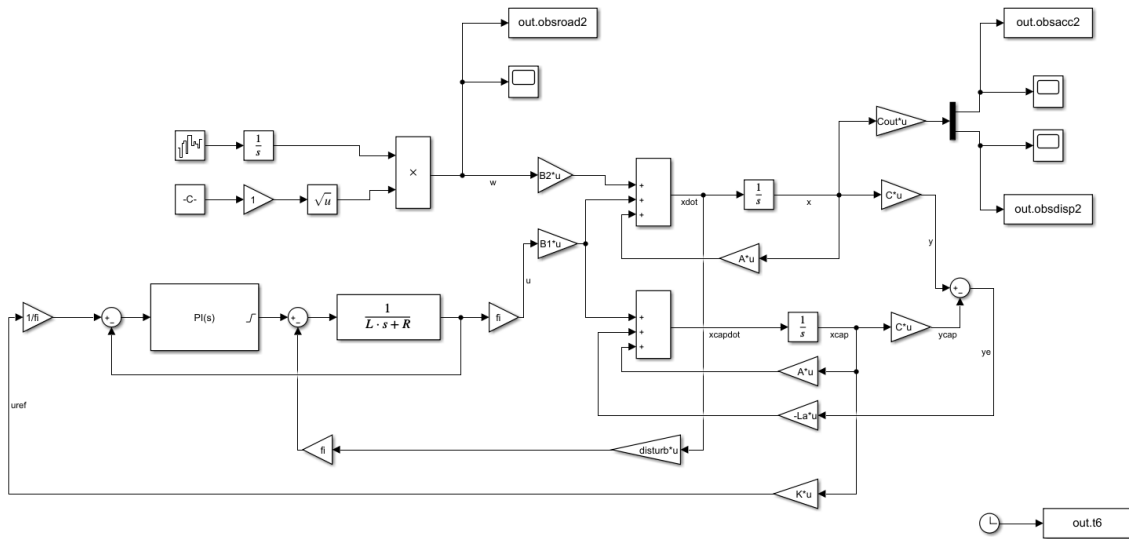 out.obsroad2
out.obsacc2
Cout*u
1
s
-C-
1
√u
×
w
B2*u
+
+
+
xdot
1
s
x
C*u
out.obsdisp2
B1*u
A*u
y
u
+
−
1/fi
+
−
PI(s)
+
−
1
L · s + R
fi
+
+
+
xcapdot
1
s
xcap
C*u
ycap
ye
A*u
uref
-La*u
fi
disturb*u
K*u
out.t6